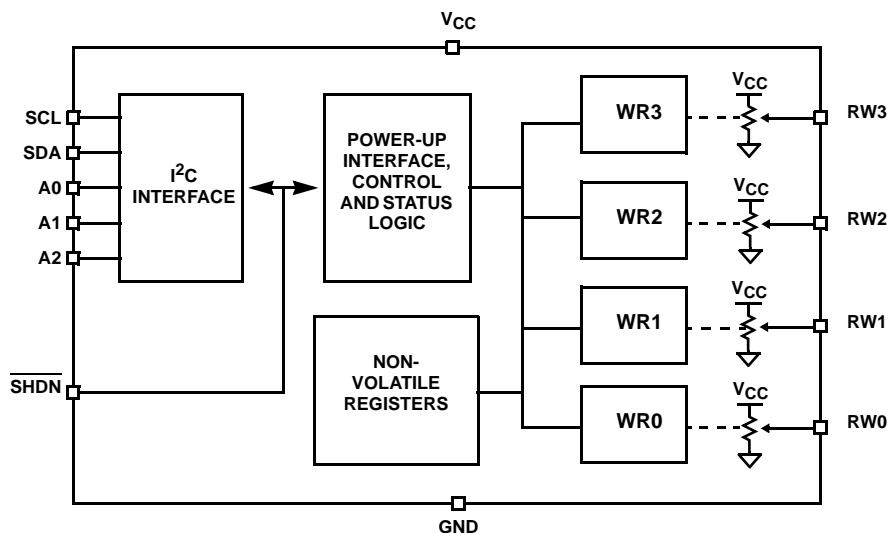 VCC
SCL
SDA
A0
A1
A2
SHDN
I2C
INTERFACE
POWER-UP
INTERFACE,
CONTROL
AND STATUS
LOGIC
NON-
VOLATILE
REGISTERS
WR3
VCC
RW3
WR2
VCC
RW2
WR1
VCC
RW1
WR0
VCC
RW0
GND